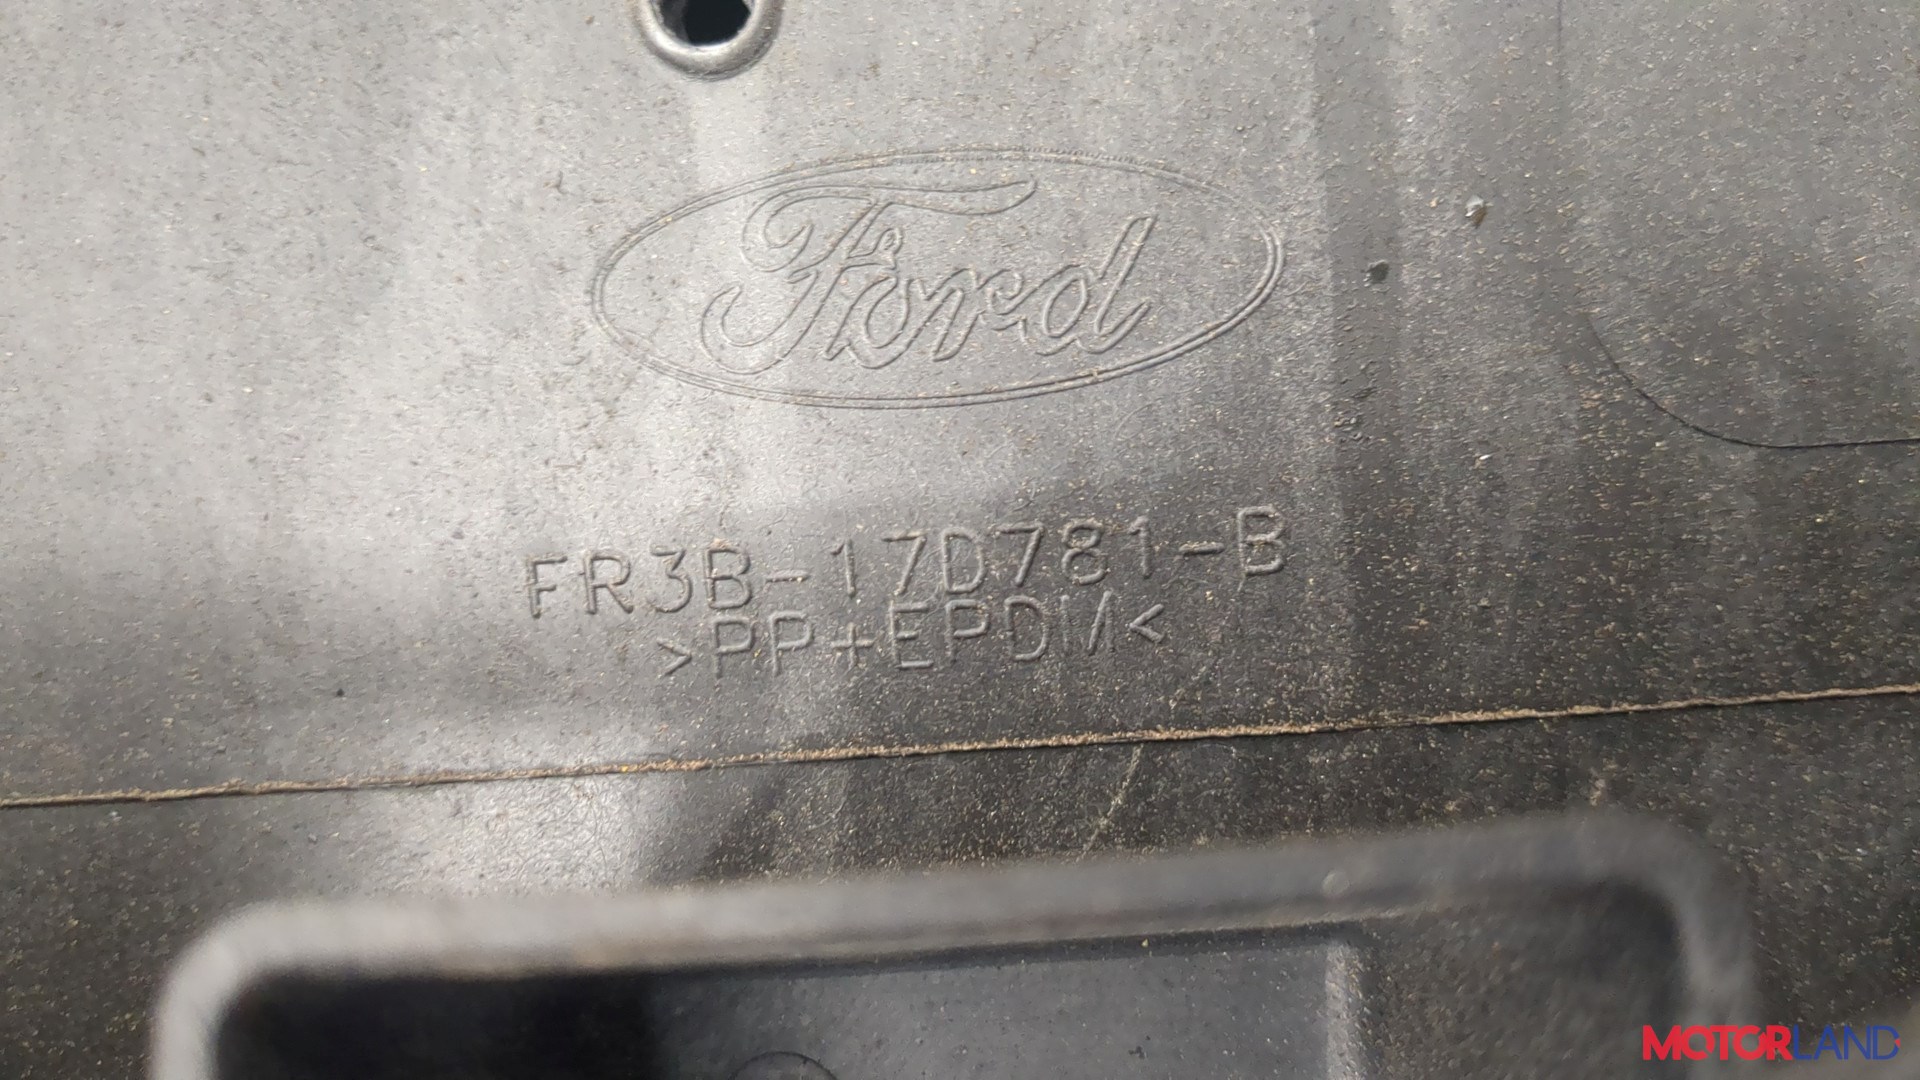 Ford
FR3B-17D781-B
>PP+EPDM<
MOTORLAND